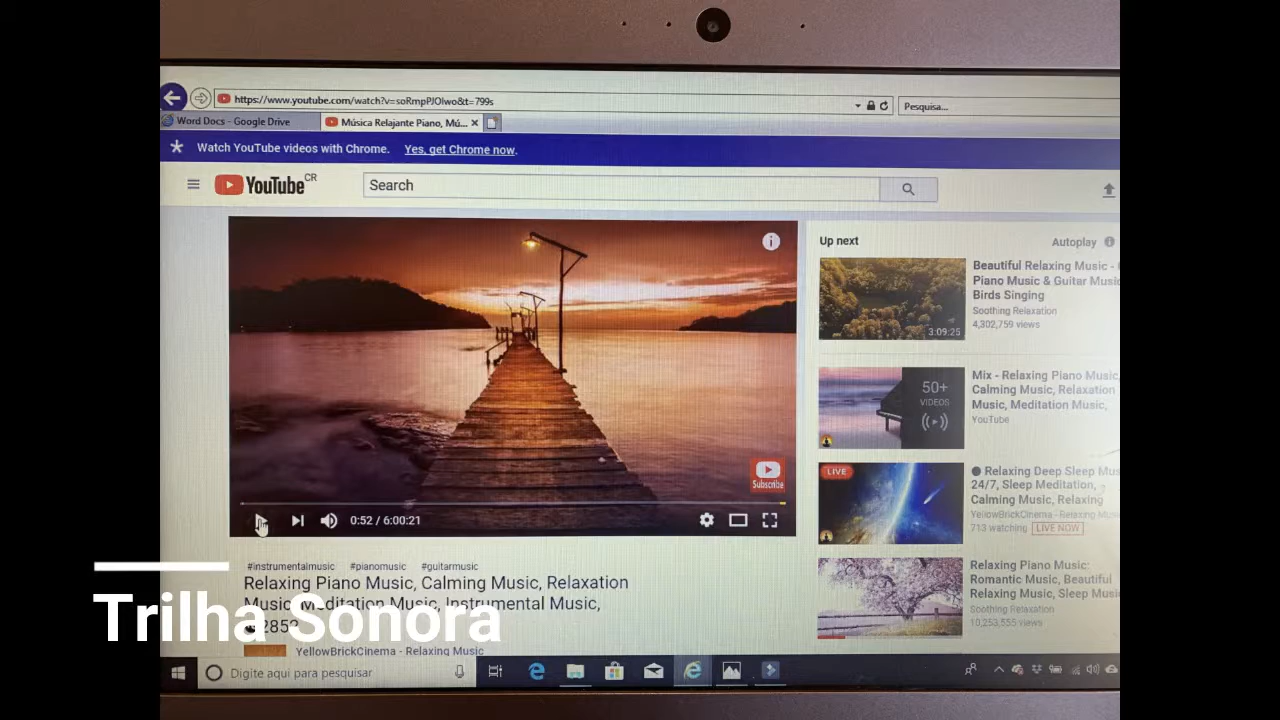 https://www.youtube.com/watch?v=soRmpPJOlwo&t=799s
Pesquisa...
Word Docs - Google Drive
Música Relajante Piano, Mú...
Watch YouTube videos with Chrome. Yes, get Chrome now.
YouTube CR
Search
Up next
Autoplay
Beautiful Relaxing Music -
Piano Music & Guitar Music
Birds Singing
Soothing Relaxation
4,302,759 views
3:09:25
Mix - Relaxing Piano Music,
Calming Music, Relaxation
Music, Meditation Music,
YouTube
50+
VIDEOS
LIVE
Relaxing Deep Sleep Mus
24/7, Sleep Meditation,
Calming Music, Relaxing
YellowBrickCinema - Relaxing Music
713 watching LIVE NOW
Relaxing Piano Music:
Romantic Music, Beautiful
Relaxing Music, Sleep Music
Soothing Relaxation
10,253,555 views
Subscribe
0:52 / 6:00:21
#instrumentalmusic #pianomusic #guitarmusic
Relaxing Piano Music, Calming Music, Relaxation
Music, Meditation Music, Instrumental Music,
2852
YellowBrickCinema - Relaxing Music
Trilha Sonora
Digite aqui para pesquisar